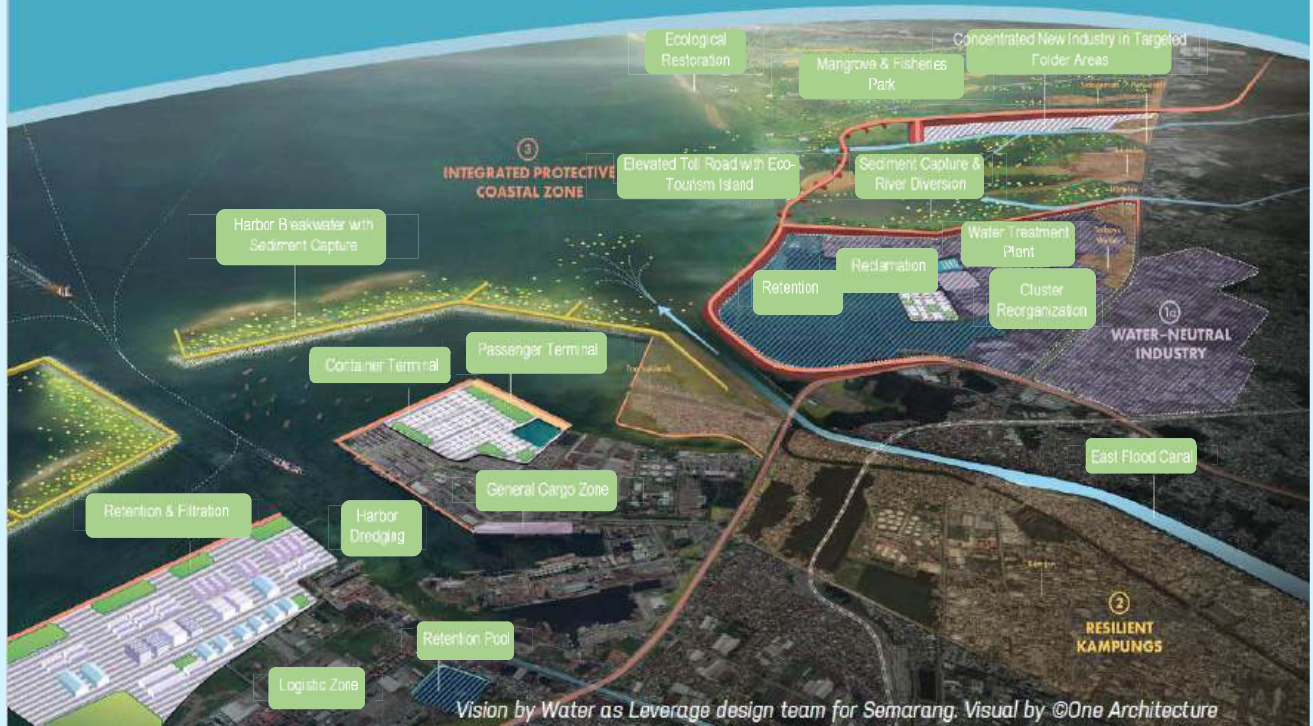 Ecological
Restoration
Concentrated New Industry in Targeted
Folder Areas
Mangrove & Fisheries
Park
3
INTEGRATED PROTECTIVE
COASTAL ZONE
Elevated Toll Road with Eco-
Tourism Island
Sediment Capture &
River Diversion
Harbor Breakwater with
Sediment Capture
Water Treatment
Plant
Reclamation
Retention
Cluster
Reorganization
1a
WATER-NEUTRAL
INDUSTRY
Passenger Terminal
Container Terminal
East Flood Canal
General Cargo Zone
Retention & Filtration
Harbor
Dredging
2
RESILIENT
KAMPUNGS
Retention Pool
Logistic Zone
Vision by Water as Leverage design team for Semarang. Visual by ©One Architecture